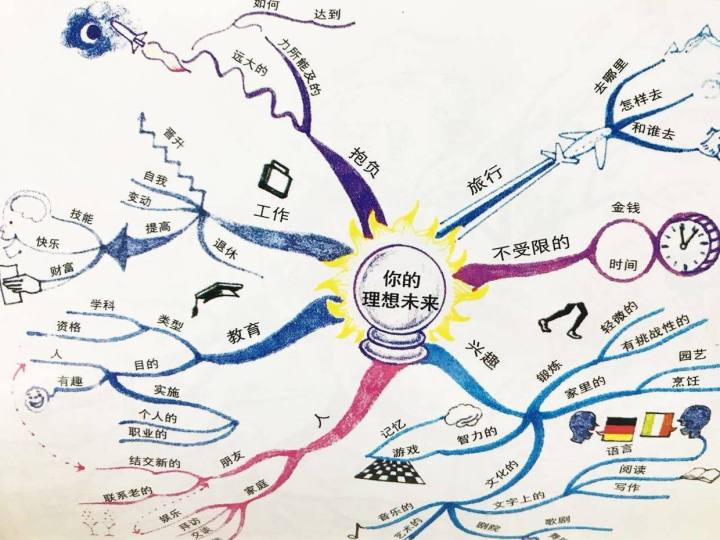 你的
理想未来
抱负
远大的
力所能及的
如何
达到
旅行
去哪里
怎样去
和谁去
不受限的
金钱
时间
兴趣
锻炼
轻微的
有挑战性的
家里的
园艺
烹饪
语言
智力的
记忆
游戏
文化的
文字上的
阅读
写作
音乐的
艺术的
剧院
歌剧
人
朋友
结交新的
联系老的
家庭
娱乐
拜访
教育
类型
学科
资格
目的
人
有趣
实施
个人的
职业的
工作
晋升
自我
变动
提高
技能
快乐
财富
退休